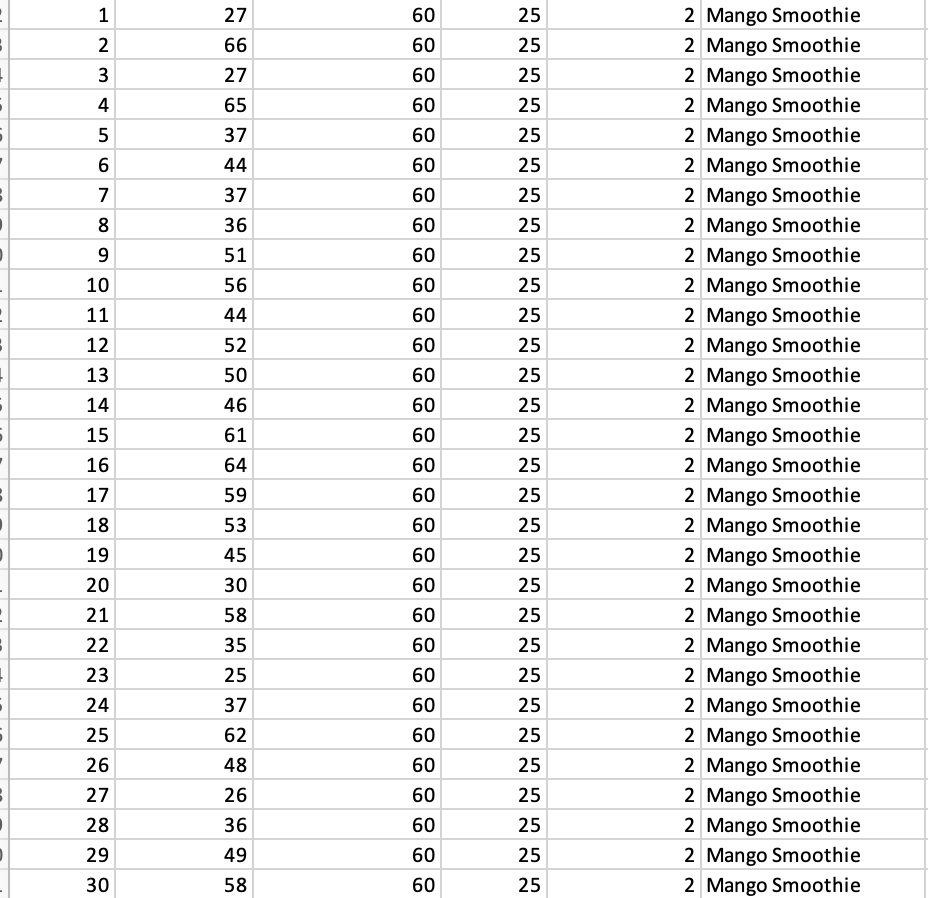 1 27 60 25 2 Mango Smoothie
2 66 60 25 2 Mango Smoothie
3 27 60 25 2 Mango Smoothie
4 65 60 25 2 Mango Smoothie
5 37 60 25 2 Mango Smoothie
6 44 60 25 2 Mango Smoothie
7 37 60 25 2 Mango Smoothie
8 36 60 25 2 Mango Smoothie
9 51 60 25 2 Mango Smoothie
10 56 60 25 2 Mango Smoothie
11 44 60 25 2 Mango Smoothie
12 52 60 25 2 Mango Smoothie
13 50 60 25 2 Mango Smoothie
14 46 60 25 2 Mango Smoothie
15 61 60 25 2 Mango Smoothie
16 64 60 25 2 Mango Smoothie
17 59 60 25 2 Mango Smoothie
18 53 60 25 2 Mango Smoothie
19 45 60 25 2 Mango Smoothie
20 30 60 25 2 Mango Smoothie
21 58 60 25 2 Mango Smoothie
22 35 60 25 2 Mango Smoothie
23 25 60 25 2 Mango Smoothie
24 37 60 25 2 Mango Smoothie
25 62 60 25 2 Mango Smoothie
26 48 60 25 2 Mango Smoothie
27 26 60 25 2 Mango Smoothie
28 36 60 25 2 Mango Smoothie
29 49 60 25 2 Mango Smoothie
30 58 60 25 2 Mango Smoothie